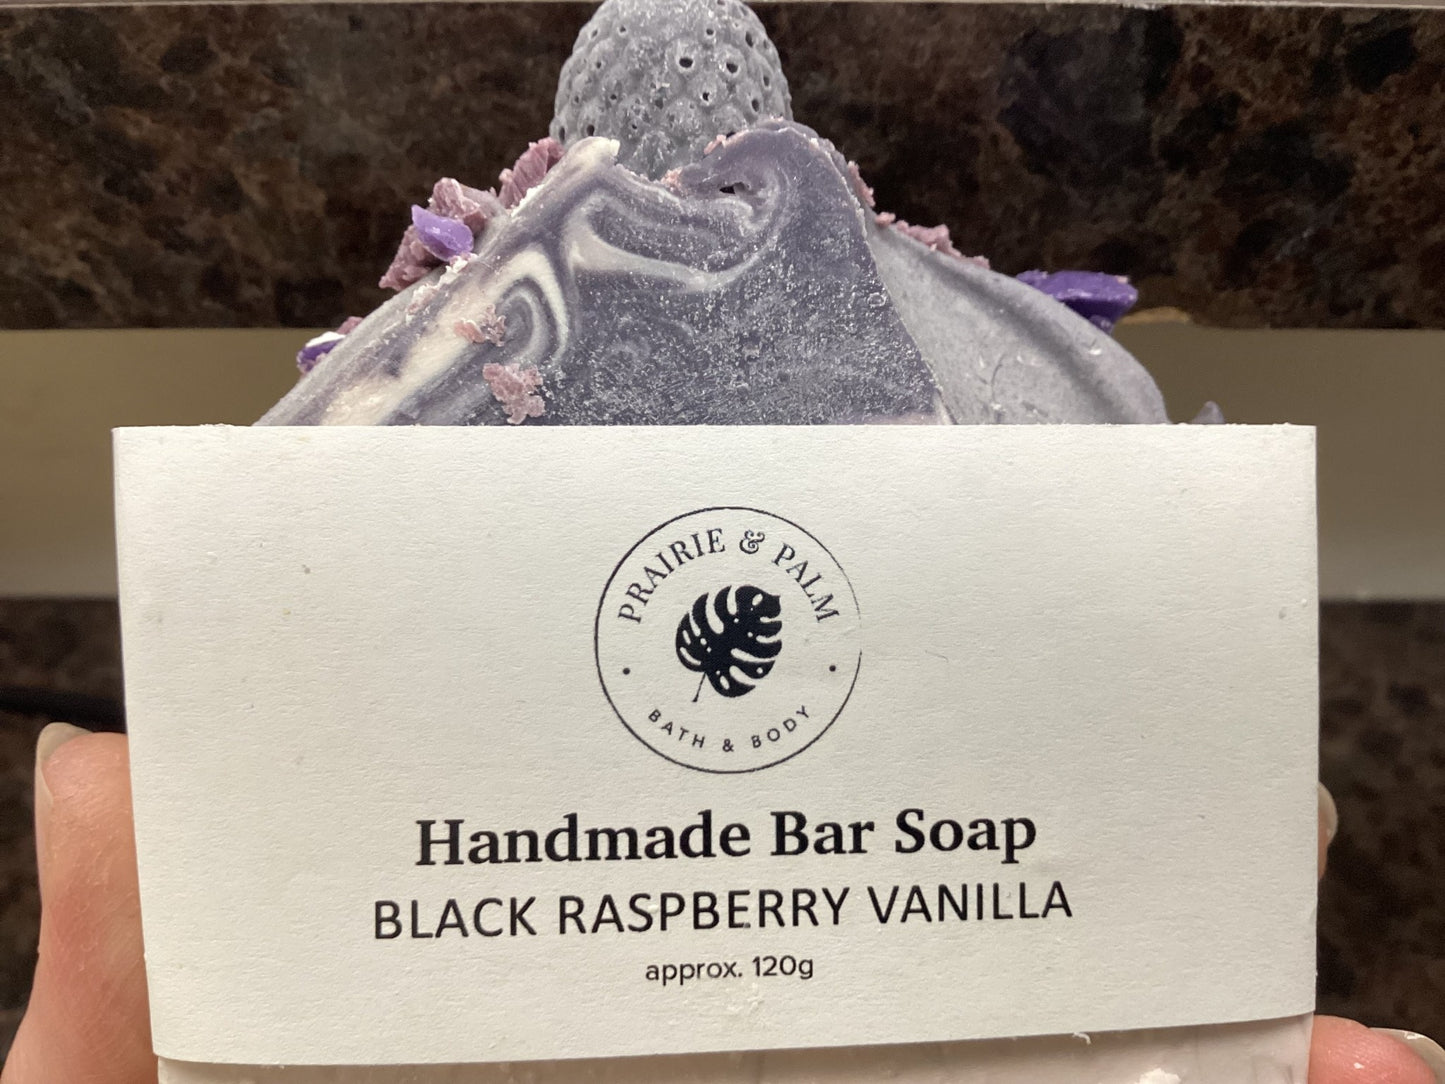 PRAIRIE & PALM
BATH & BODY
Handmade Bar Soap
BLACK RASPBERRY VANILLA
approx. 120g